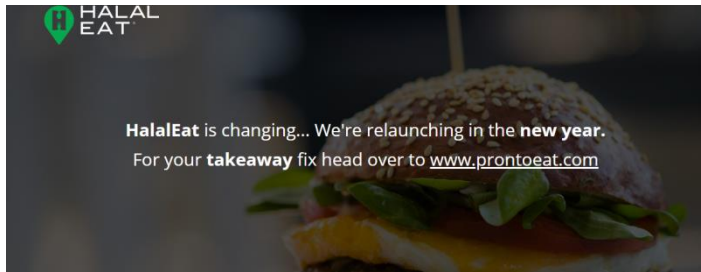 HALAL
EAT
HalalEat is changing... We're relaunching in the new year.
For your takeaway fix head over to www.prontoeat.com